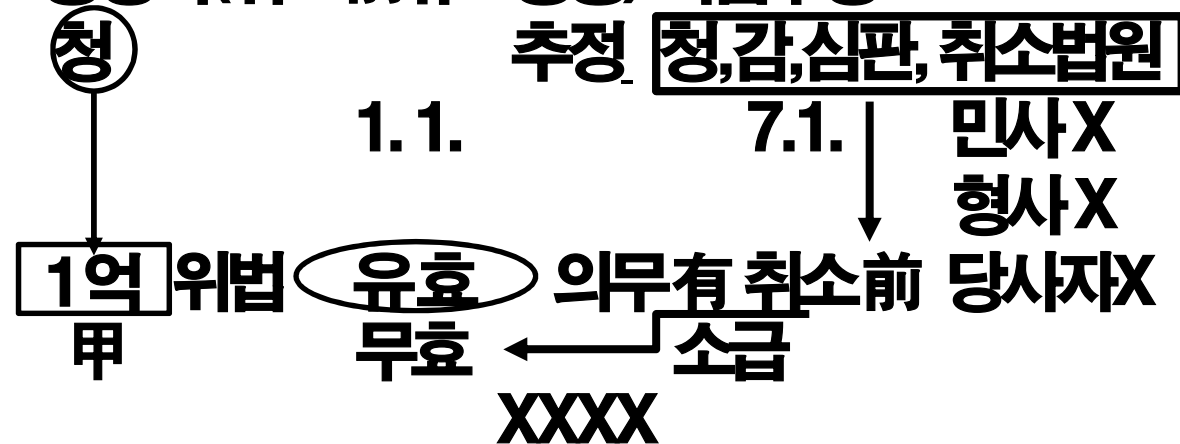 청 추정 청,감,심판, 취소법원
1. 1. 7.1. 민사 X
형사 X
1억 위법 유효 의무有 취소前 당사자X
甲 무효 소급
XXXX